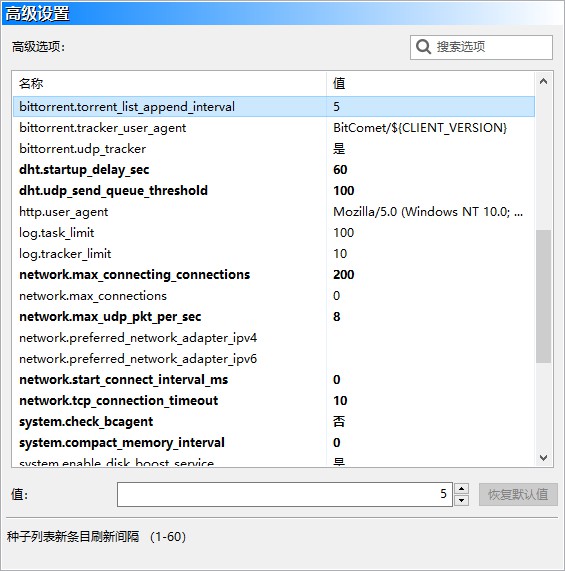 高级设置
高级选项：
搜索选项
名称 值
bittorrent.torrent_list_append_interval 5
bittorrent.tracker_user_agent BitComet/${CLIENT_VERSION}
bittorrent.udp_tracker 是
dht.startup_delay_sec 60
dht.udp_send_queue_threshold 100
http.user_agent Mozilla/5.0 (Windows NT 10.0; ...
log.task_limit 100
log.tracker_limit 10
network.max_connecting_connections 200
network.max_connections 0
network.max_udp_pkt_per_sec 8
network.preferred_network_adapter_ipv4
network.preferred_network_adapter_ipv6
network.start_connect_interval_ms 0
network.tcp_connection_timeout 10
system.check_bcagent 否
system.compact_memory_interval 0
system.enable_disk_boost_service 是
值： 5 恢复默认值
种子列表新条目刷新间隔 （1-60）